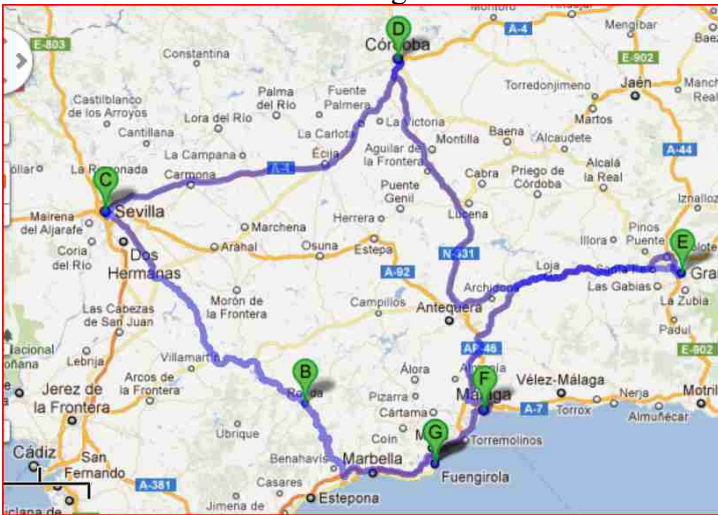 D
Montoro
A-4
Mengíbar
E-803
Córdoba
Constantina
E-902
Torredonjimeno
Jaén
Martos
Castilblanco
de los Arroyos
Palma
del Río
Fuente
Palmera
Lora del Río
Cantillana
La Carlota
La Victoria
Montilla
Baena
Alcaudete
A-44
La Campana
Écija
Aguilar de
la Frontera
Cabra
Priego de
Córdoba
Alcalá
la Real
C
Carmona
A-4
Puente
Genil
Iznalloz
Sevilla
Mairena
del Aljarafe
Marchena
Herrera
Lucena
Pinos
Puente
E
Coria
del Río
Dos
Hermanas
Arahal
Osuna
Estepa
N-331
Illora
Loja
A-92
Las Gabias
La Zubia
Morón de
la Frontera
Campillos
Archidona
Antequera
Padul
Las Cabezas
de San Juan
AP-46
E-902
Lebrija
Villamartín
B
Álora
F
Jerez de
la Frontera
Arcos de
la Frontera
Ronda
Pizarra
Málaga
Vélez-Málaga
Nerja
Motril
Cártama
A-7
Torrox
Almuñécar
Ubrique
Coín
G
Torremolinos
Cádiz
San
Fernando
Benahavís
Marbella
Fuengirola
Casares
A-381
Estepona
Jimena de